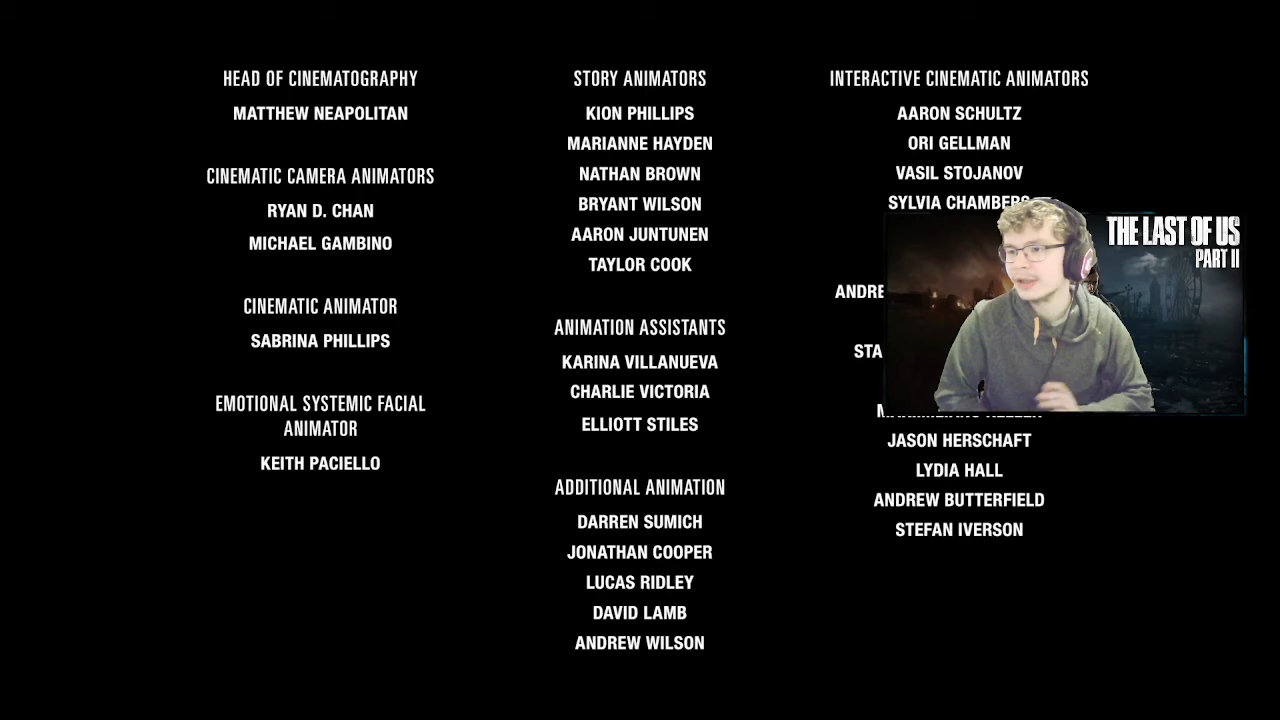 HEAD OF CINEMATOGRAPHY
MATTHEW NEAPOLITAN
CINEMATIC CAMERA ANIMATORS
RYAN D. CHAN
MICHAEL GAMBINO
CINEMATIC ANIMATOR
SABRINA PHILLIPS
EMOTIONAL SYSTEMIC FACIAL
ANIMATOR
KEITH PACIELLO
STORY ANIMATORS
KION PHILLIPS
MARIANNE HAYDEN
NATHAN BROWN
BRYANT WILSON
AARON JUNTUNEN
TAYLOR COOK
ANIMATION ASSISTANTS
KARINA VILLANUEVA
CHARLIE VICTORIA
ELLIOTT STILES
ADDITIONAL ANIMATION
DARREN SUMICH
JONATHAN COOPER
LUCAS RIDLEY
DAVID LAMB
ANDREW WILSON
INTERACTIVE CINEMATIC ANIMATORS
AARON SCHULTZ
ORI GELLMAN
VASIL STOJANOV
SYLVIA CHAMBERS
THE LAST OF US
PART II
JASON HERSCHAFT
LYDIA HALL
ANDREW BUTTERFIELD
STEFAN IVERSON